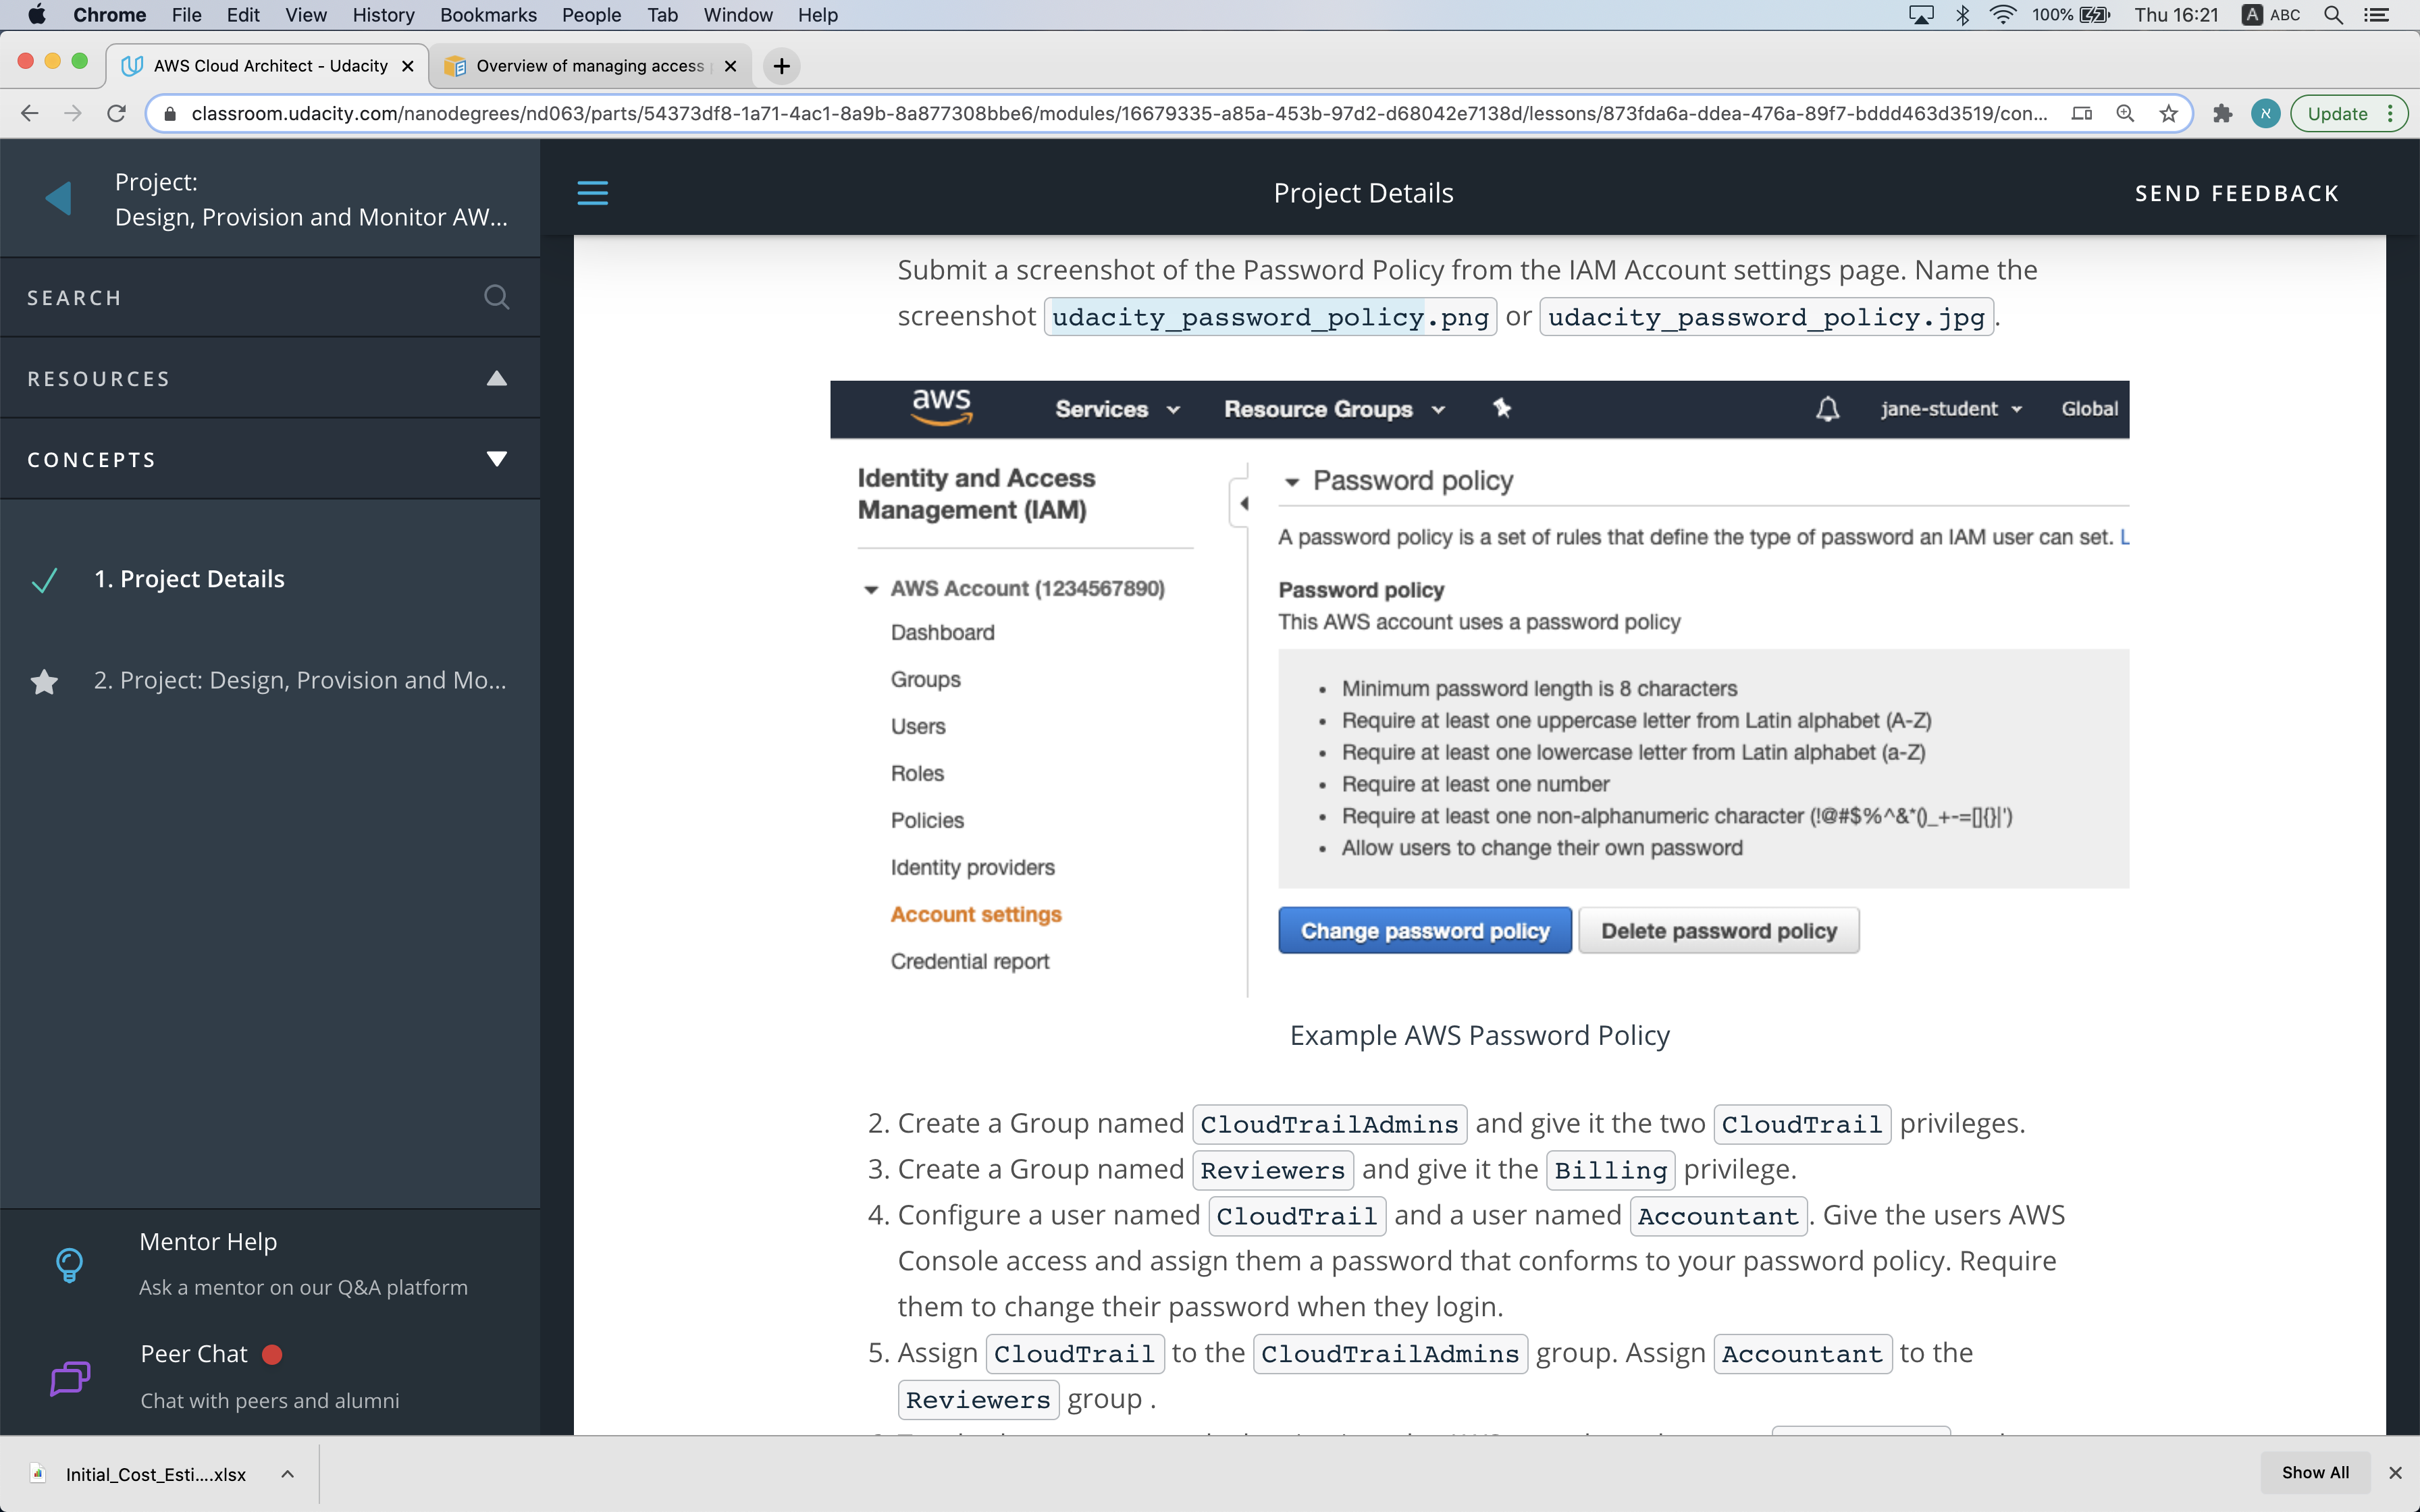 Chrome File Edit View History Bookmarks People Tab Window Help 100% Thu 16:21 A ABC
AWS Cloud Architect - Udacity Overview of managing access
classroom.udacity.com/nanodegrees/nd063/parts/54373df8-1a71-4ac1-8a9b-8a877308bbe6/modules/16679335-a85a-453b-97d2-d68042e7138d/lessons/873fda6a-ddea-476a-89f7-bddd463d3519/con... א Update
Project:
Design, Provision and Monitor AW...
SEARCH
RESOURCES
CONCEPTS
1. Project Details
2. Project: Design, Provision and Mo...
Mentor Help
Ask a mentor on our Q&A platform
Peer Chat
Chat with peers and alumni
Project Details
SEND FEEDBACK
Submit a screenshot of the Password Policy from the IAM Account settings page. Name the
screenshot udacity_password_policy.png or udacity_password_policy.jpg.
aws Services Resource Groups jane-student Global
Identity and Access
Management (IAM)
AWS Account (1234567890)
Dashboard
Groups
Users
Roles
Policies
Identity providers
Account settings
Credential report
Password policy
A password policy is a set of rules that define the type of password an IAM user can set. L
Password policy
This AWS account uses a password policy
• Minimum password length is 8 characters
• Require at least one uppercase letter from Latin alphabet (A-Z)
• Require at least one lowercase letter from Latin alphabet (a-Z)
• Require at least one number
• Require at least one non-alphanumeric character (!@#$%^&*()_+-=[]{}|')
• Allow users to change their own password
Change password policy Delete password policy
Example AWS Password Policy
2. Create a Group named CloudTrailAdmins and give it the two CloudTrail privileges.
3. Create a Group named Reviewers and give it the Billing privilege.
4. Configure a user named CloudTrail and a user named Accountant. Give the users AWS
Console access and assign them a password that conforms to your password policy. Require
them to change their password when they login.
5. Assign CloudTrail to the CloudTrailAdmins group. Assign Accountant to the
Reviewers group .
Initial_Cost_Esti....xlsx
Show All